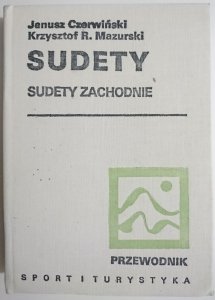 Janusz Czerwiński
Krzysztof R. Mazurski
SUDETY
SUDETY ZACHODNIE
PRZEWODNIK
SPORT I TURYSTYKA